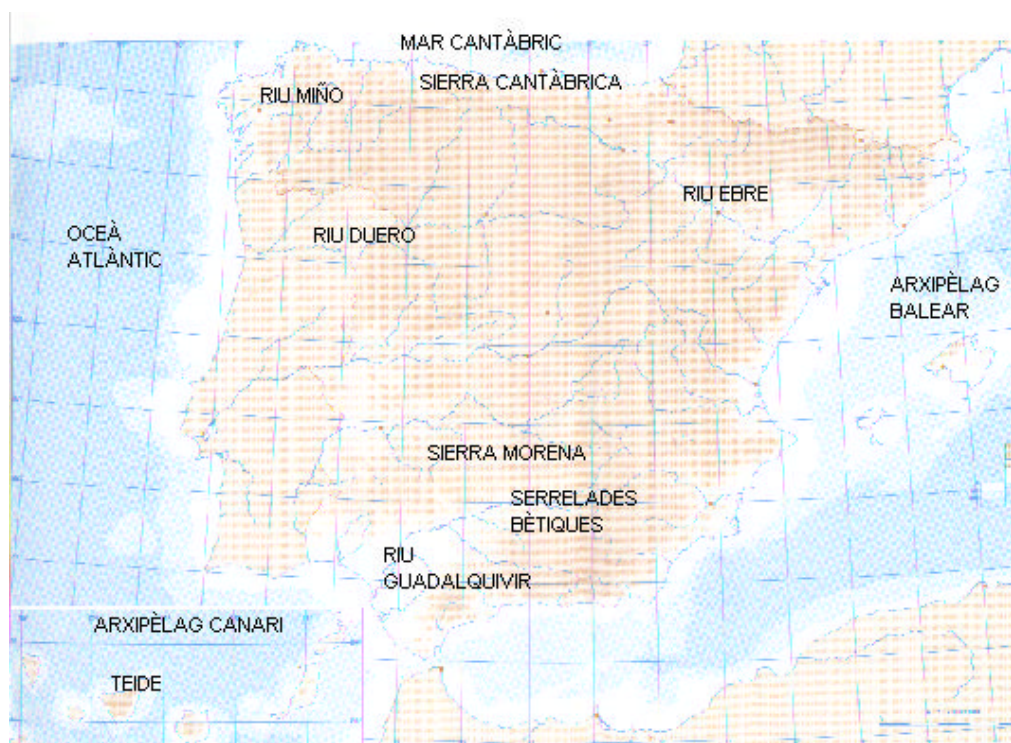 MAR CANTÀBRIC
SIERRA CANTÀBRICA
RIU MIÑO
RIU EBRE
RIU DUERO
OCEÀ
ATLÀNTIC
ARXIPÈLAG
BALEAR
SIERRA MORENA
SERRELADES
BÈTIQUES
RIU
GUADALQUIVIR
ARXIPÈLAG CANARI
TEIDE